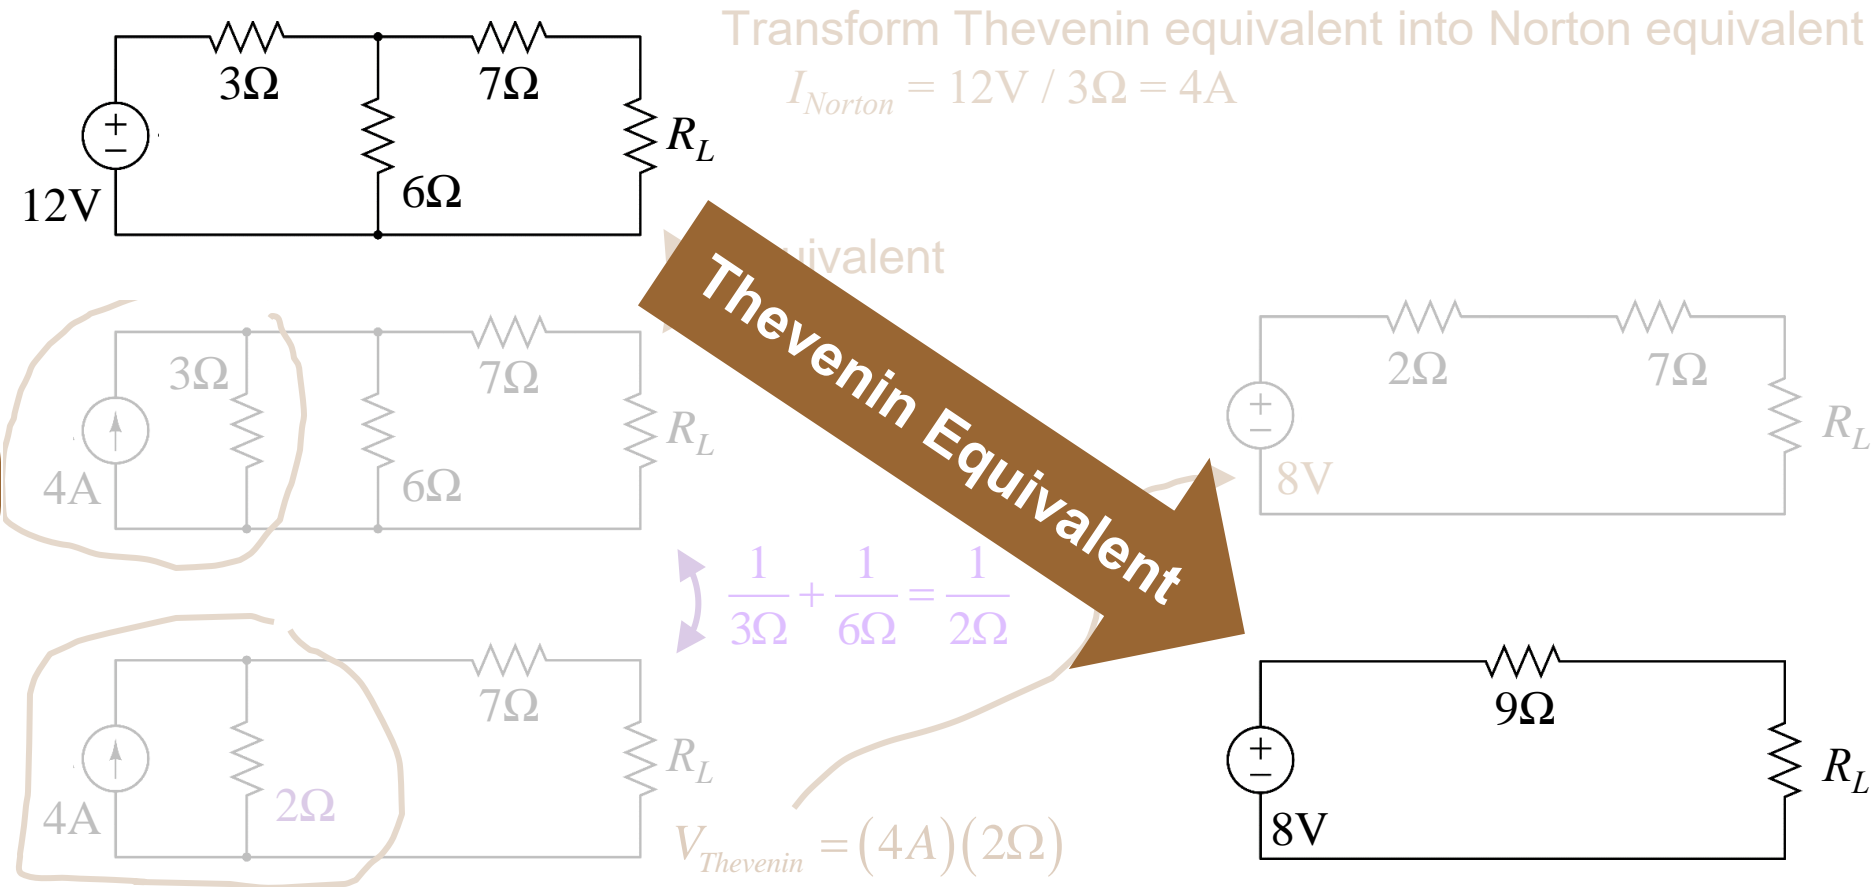 Transform Thevenin equivalent into Norton equivalent
I_Norton = 12V / 3Ω = 4A
3Ω
7Ω
+
−
R_L
6Ω
12V
Thevenin Equivalent
3Ω
7Ω
R_L
4A
6Ω
2Ω
7Ω
+
−
R_L
8V
1/3Ω + 1/6Ω = 1/2Ω
7Ω
R_L
4A
2Ω
V_Thevenin = (4A)(2Ω)
9Ω
+
−
R_L
8V